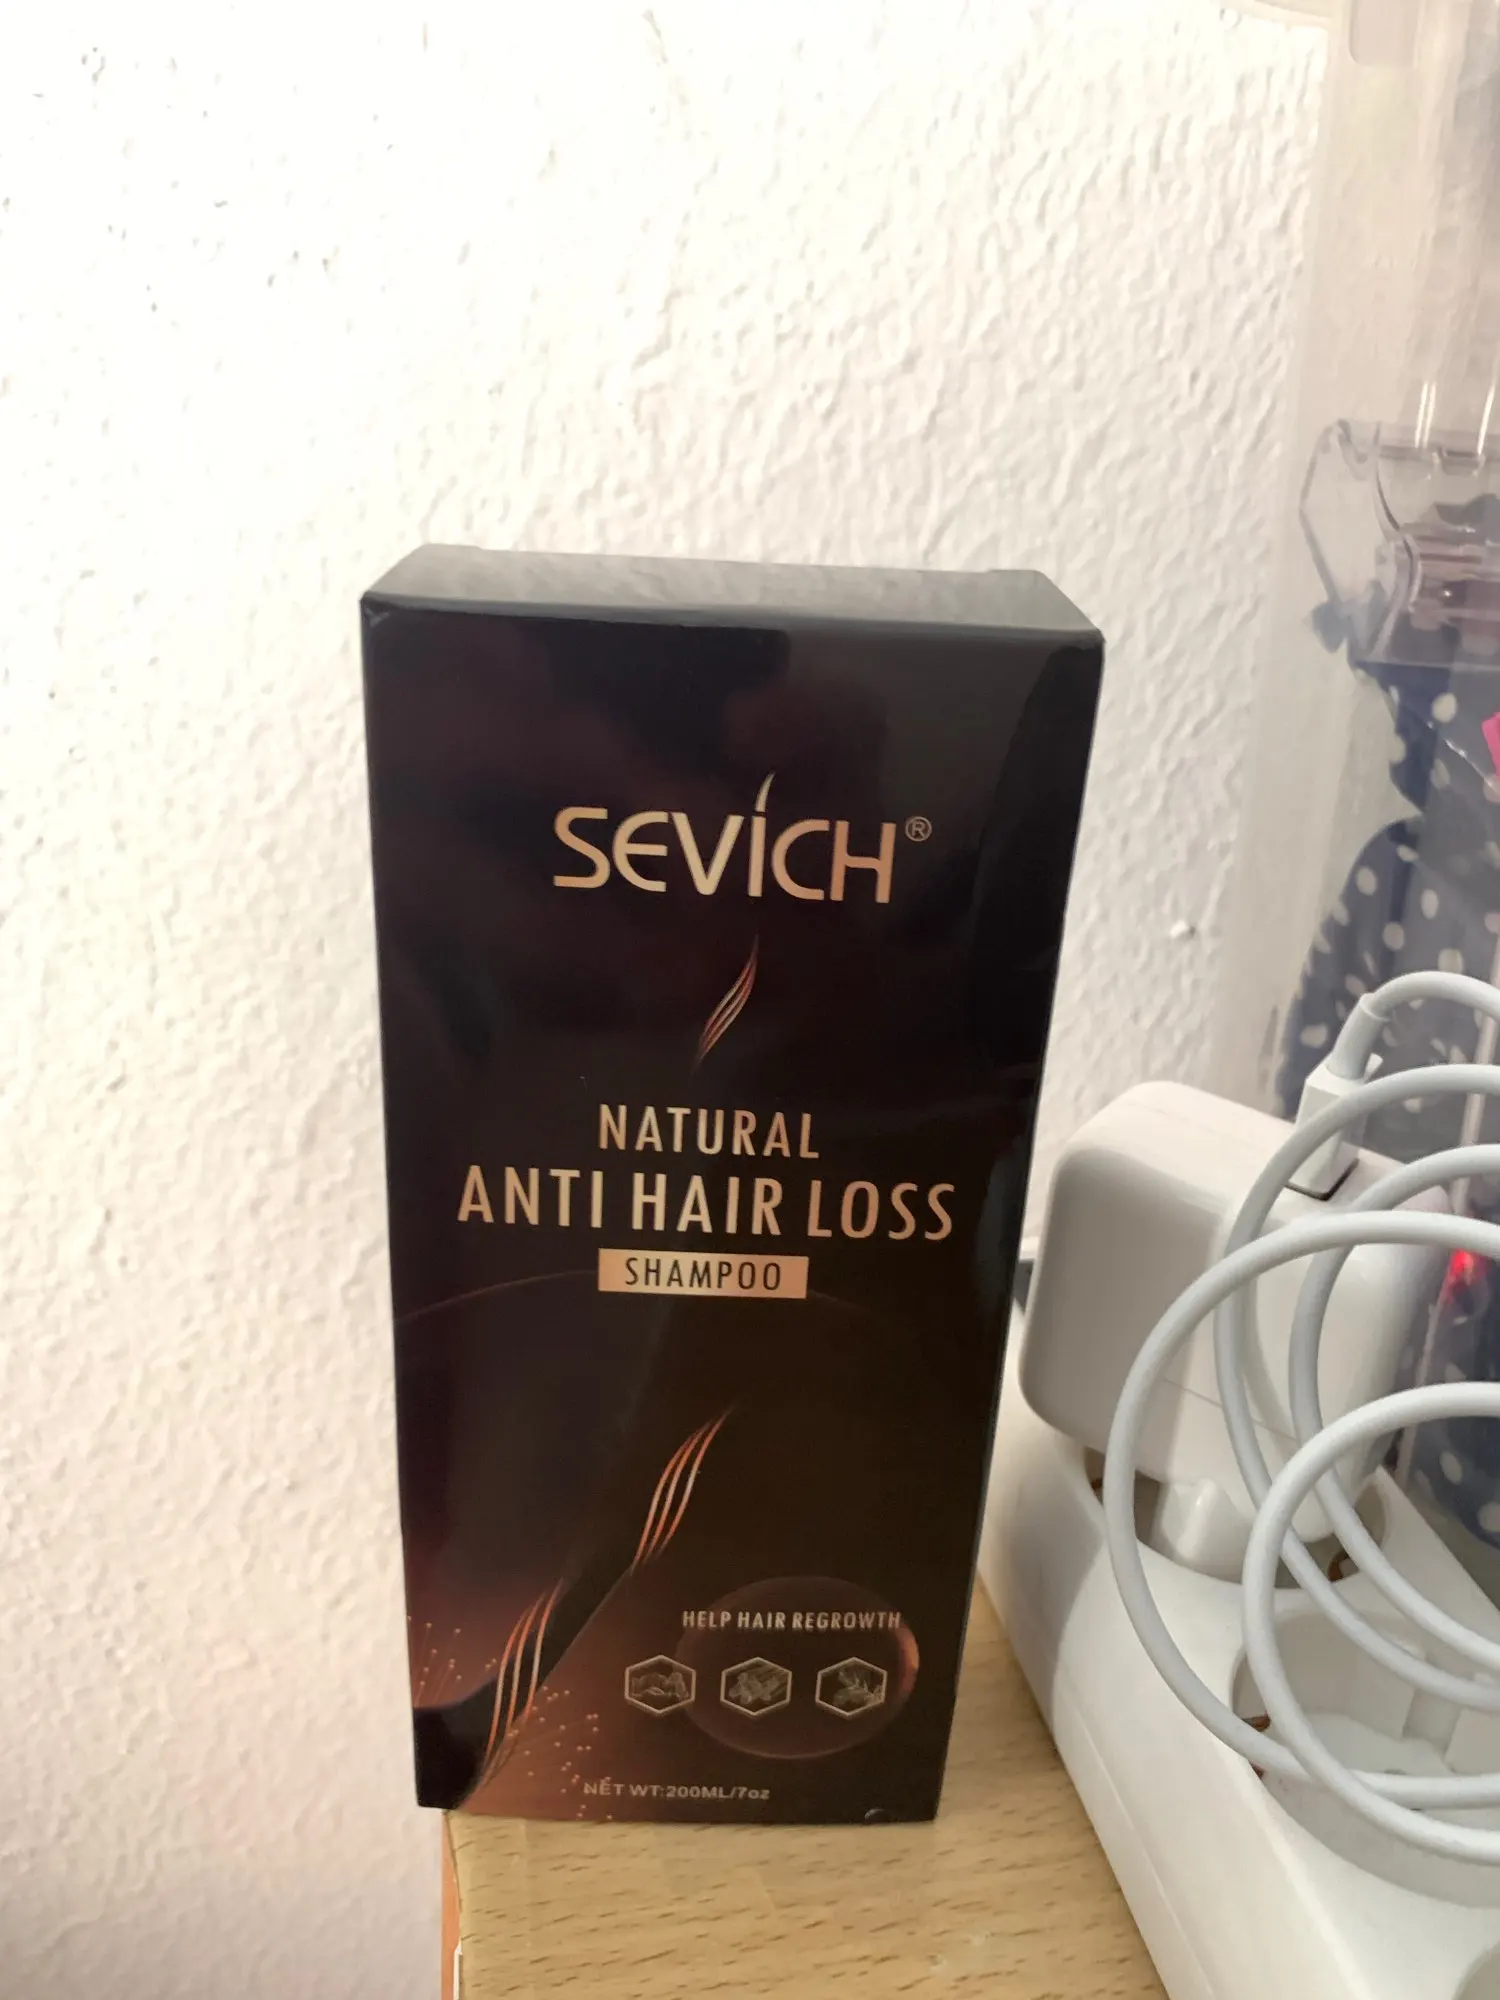 SEVICH®
NATURAL
ANTI HAIR LOSS
SHAMPOO
HELP HAIR REGROWTH
NET WT:200ML/7oz